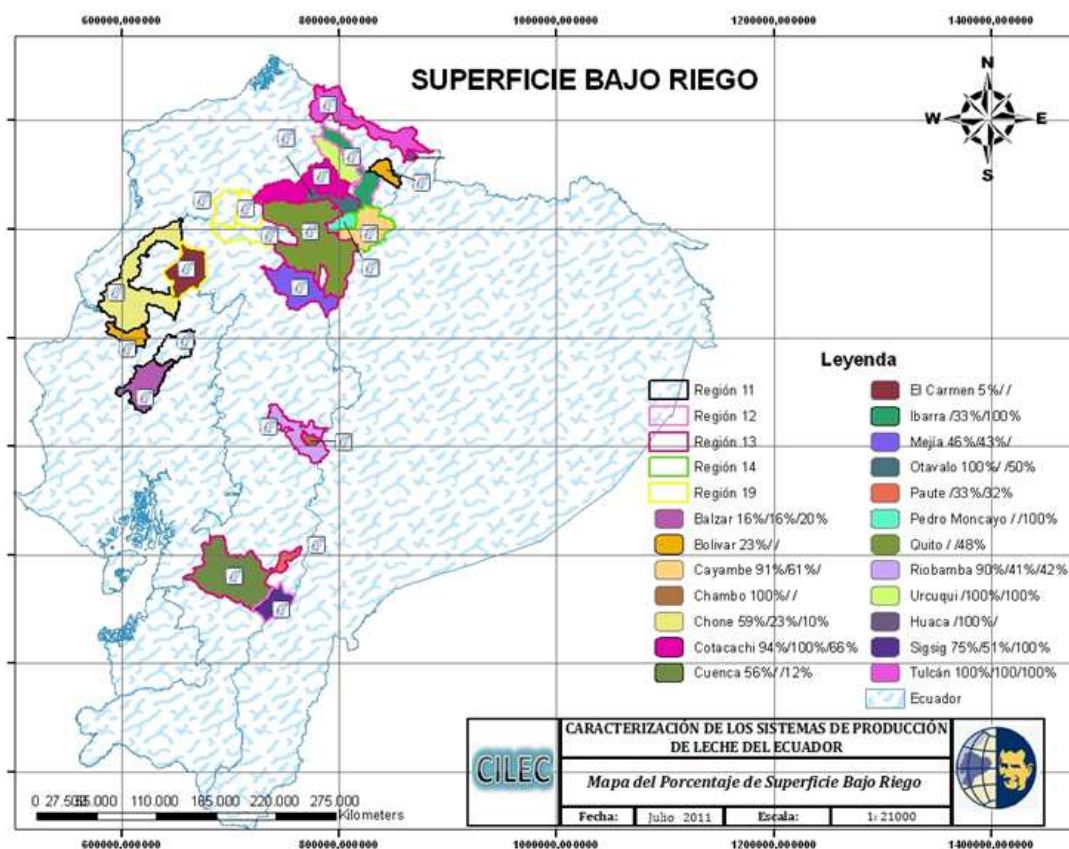 600000,000000 800000,000000 1000000,000000 1200000,000000 1400000,000000
SUPERFICIE BAJO RIEGO
N
W E
S
Leyenda
Región 11
Región 12
Región 13
Región 14
Región 19
Balzar 16%/16%/20%
Bolivar 23%/ /
Cayambe 91%/61%/
Chambo 100%/ /
Chone 59%/23%/10%
Cotacachi 94%/100%/66%
Cuenca 56%/ /12%
El Carmen 5%/ /
Ibarra /33%/100%
Mejía 46%/43%/
Otavalo 100%/ /50%
Paute /33%/32%
Pedro Moncayo / /100%
Quito / /48%
Riobamba 90%/41%/42%
Urcuqui /100%/100%
Huaca /100%/
Sigsig 75%/51%/100%
Tulcán 100%/100/100%
Ecuador
CILEC
CARACTERIZACIÓN DE LOS SISTEMAS DE PRODUCCIÓN
DE LECHE DEL ECUADOR
Mapa del Porcentaje de Superficie Bajo Riego
Fecha: Julio 2011 Escala: 1: 21000
0 110.000 165.000 220.000 275.000
Kilometers
600000,000000 800000,000000 1000000,000000 1200000,000000 1400000,000000